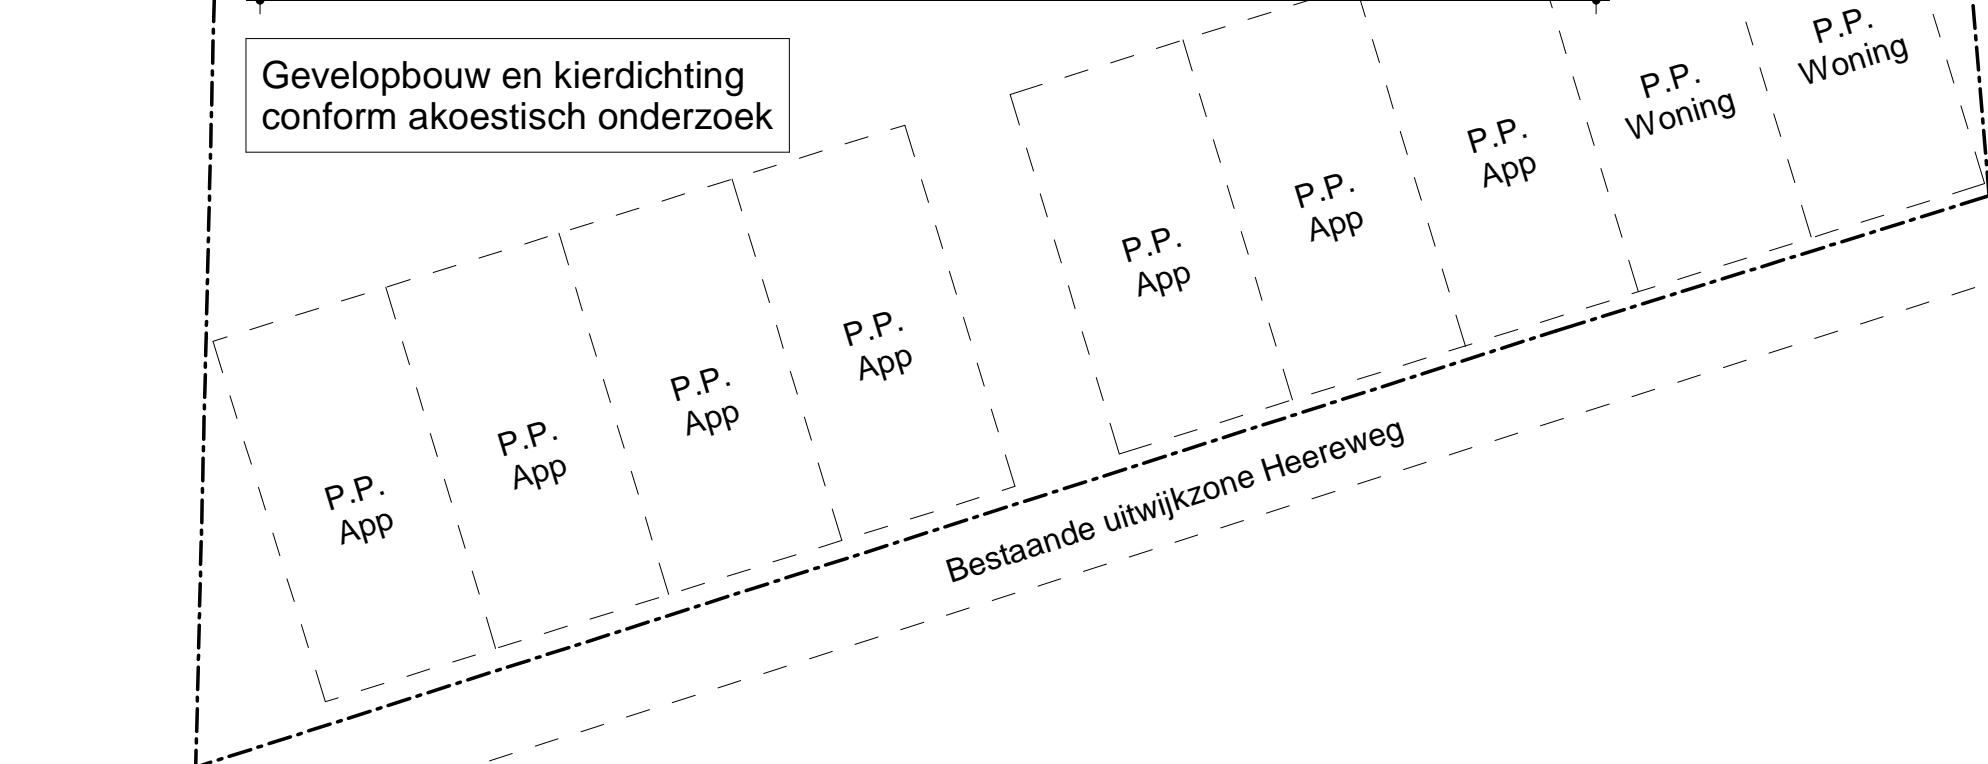 Gevelopbouw en kierdichting
conform akoestisch onderzoek
P.P.
App
P.P.
App
P.P.
App
P.P.
App
P.P.
App
P.P.
App
P.P.
App
P.P.
Woning
P.P.
Woning
Bestaande uitwijkzone Heereweg